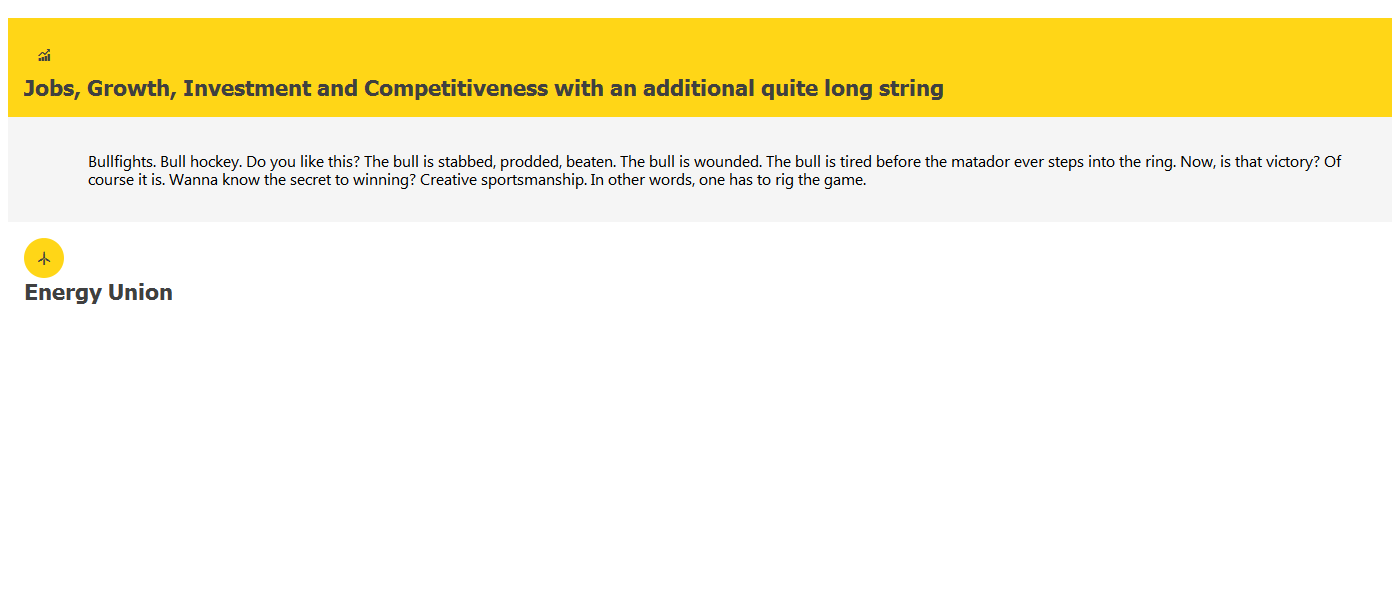 Jobs, Growth, Investment and Competitiveness with an additional quite long string
Bullfights. Bull hockey. Do you like this? The bull is stabbed, prodded, beaten. The bull is wounded. The bull is tired before the matador ever steps into the ring. Now, is that victory? Of
course it is. Wanna know the secret to winning? Creative sportsmanship. In other words, one has to rig the game.
Energy Union